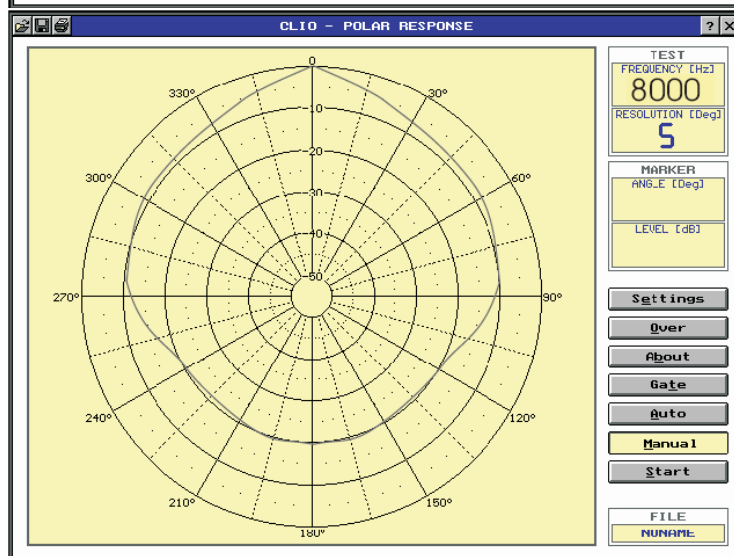 CLIO - POLAR RESPONSE
?
X
0
330°
30°
-10
-20
300°
60°
-30
-40
-50
270°
90°
240°
120°
210°
150°
180°
TEST
FREQUENCY [Hz]
8000
RESOLUTION [Deg]
5
MARKER
ANG_E [Deg]
LEVEL [dB]
Settings
Over
About
Gate
Auto
Manual
Start
FILE
NONAME